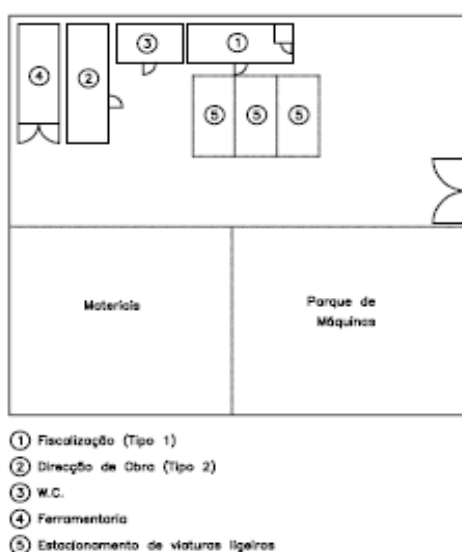 4
2
3
1
5
5
5
Materiais
Parque de
Máquinas
1 Fiscalização (Tipo 1)
2 Direcção de Obra (Tipo 2)
3 W.C.
4 Ferramentaria
5 Estacionamento de viaturas ligeiras